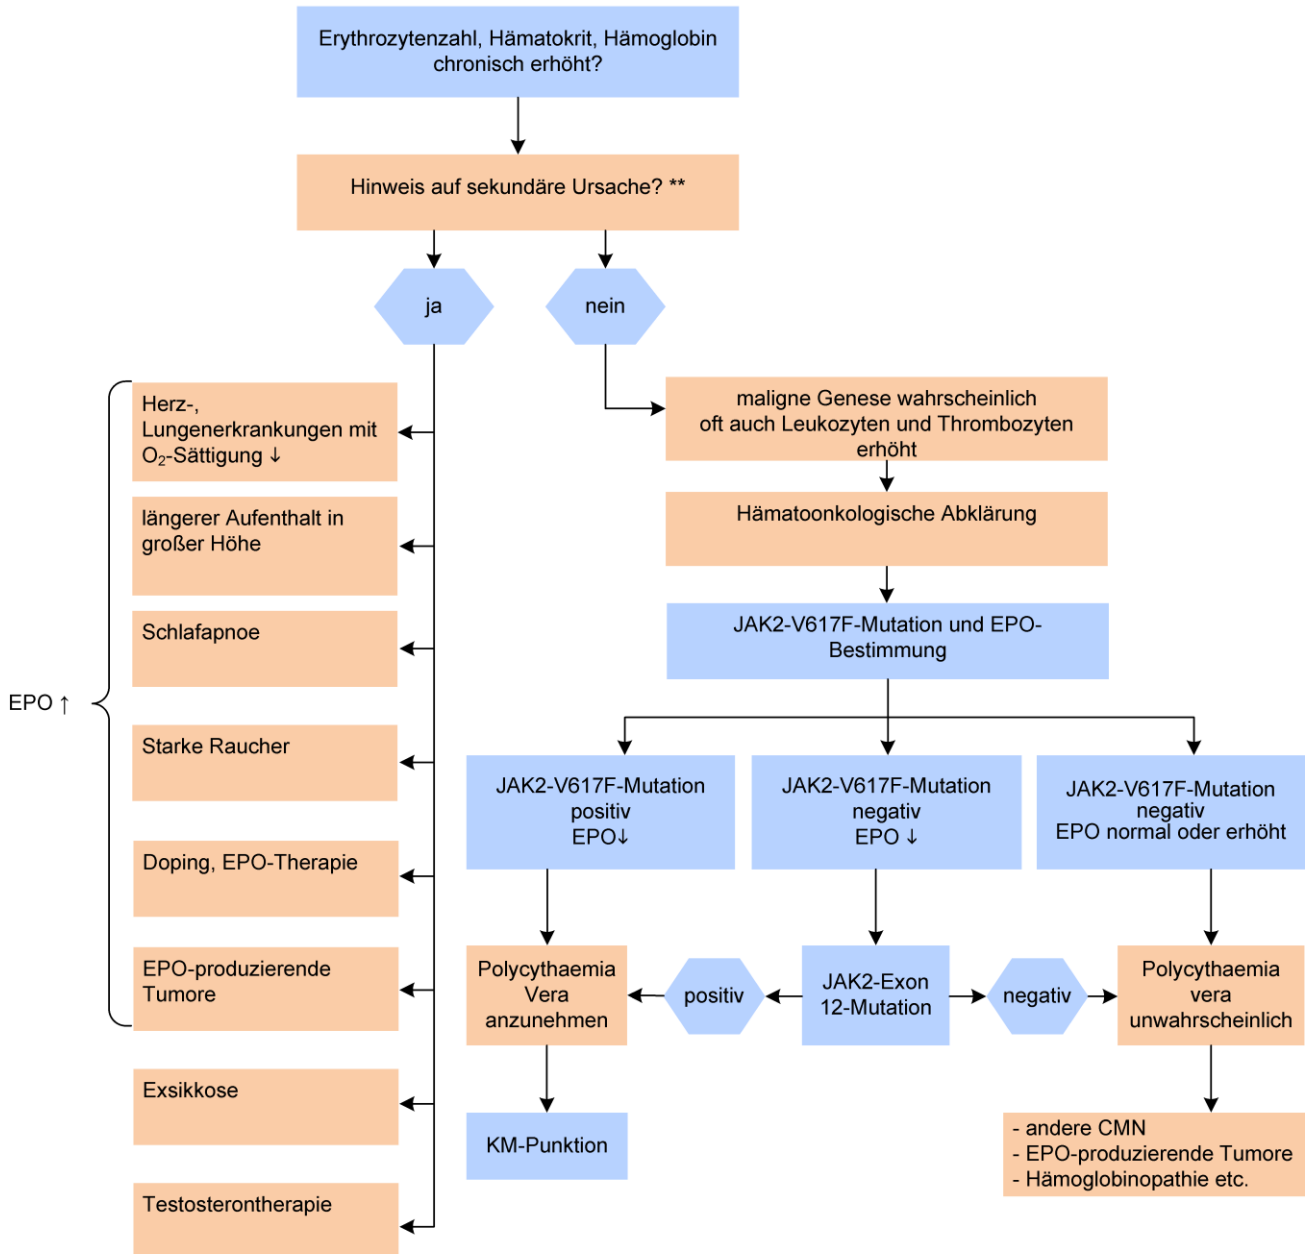 Erythrozytenzahl, Hämatokrit, Hämoglobin
chronisch erhöht?
Hinweis auf sekundäre Ursache? **
ja
nein
Herz-,
Lungenerkrankungen mit
O₂-Sättigung ↓
längerer Aufenthalt in
großer Höhe
Schlafapnoe
Starke Raucher
Doping, EPO-Therapie
EPO-produzierende
Tumore
EPO ↑
Exsikkose
Testosterontherapie
maligne Genese wahrscheinlich
oft auch Leukozyten und Thrombozyten
erhöht
Hämatoonkologische Abklärung
JAK2-V617F-Mutation und EPO-
Bestimmung
JAK2-V617F-Mutation
positiv
EPO↓
JAK2-V617F-Mutation
negativ
EPO ↓
JAK2-V617F-Mutation
negativ
EPO normal oder erhöht
Polycythaemia
Vera
anzunehmen
positiv
JAK2-Exon
12-Mutation
negativ
Polycythaemia
vera
unwahrscheinlich
KM-Punktion
- andere CMN
- EPO-produzierende Tumore
- Hämoglobinopathie etc.